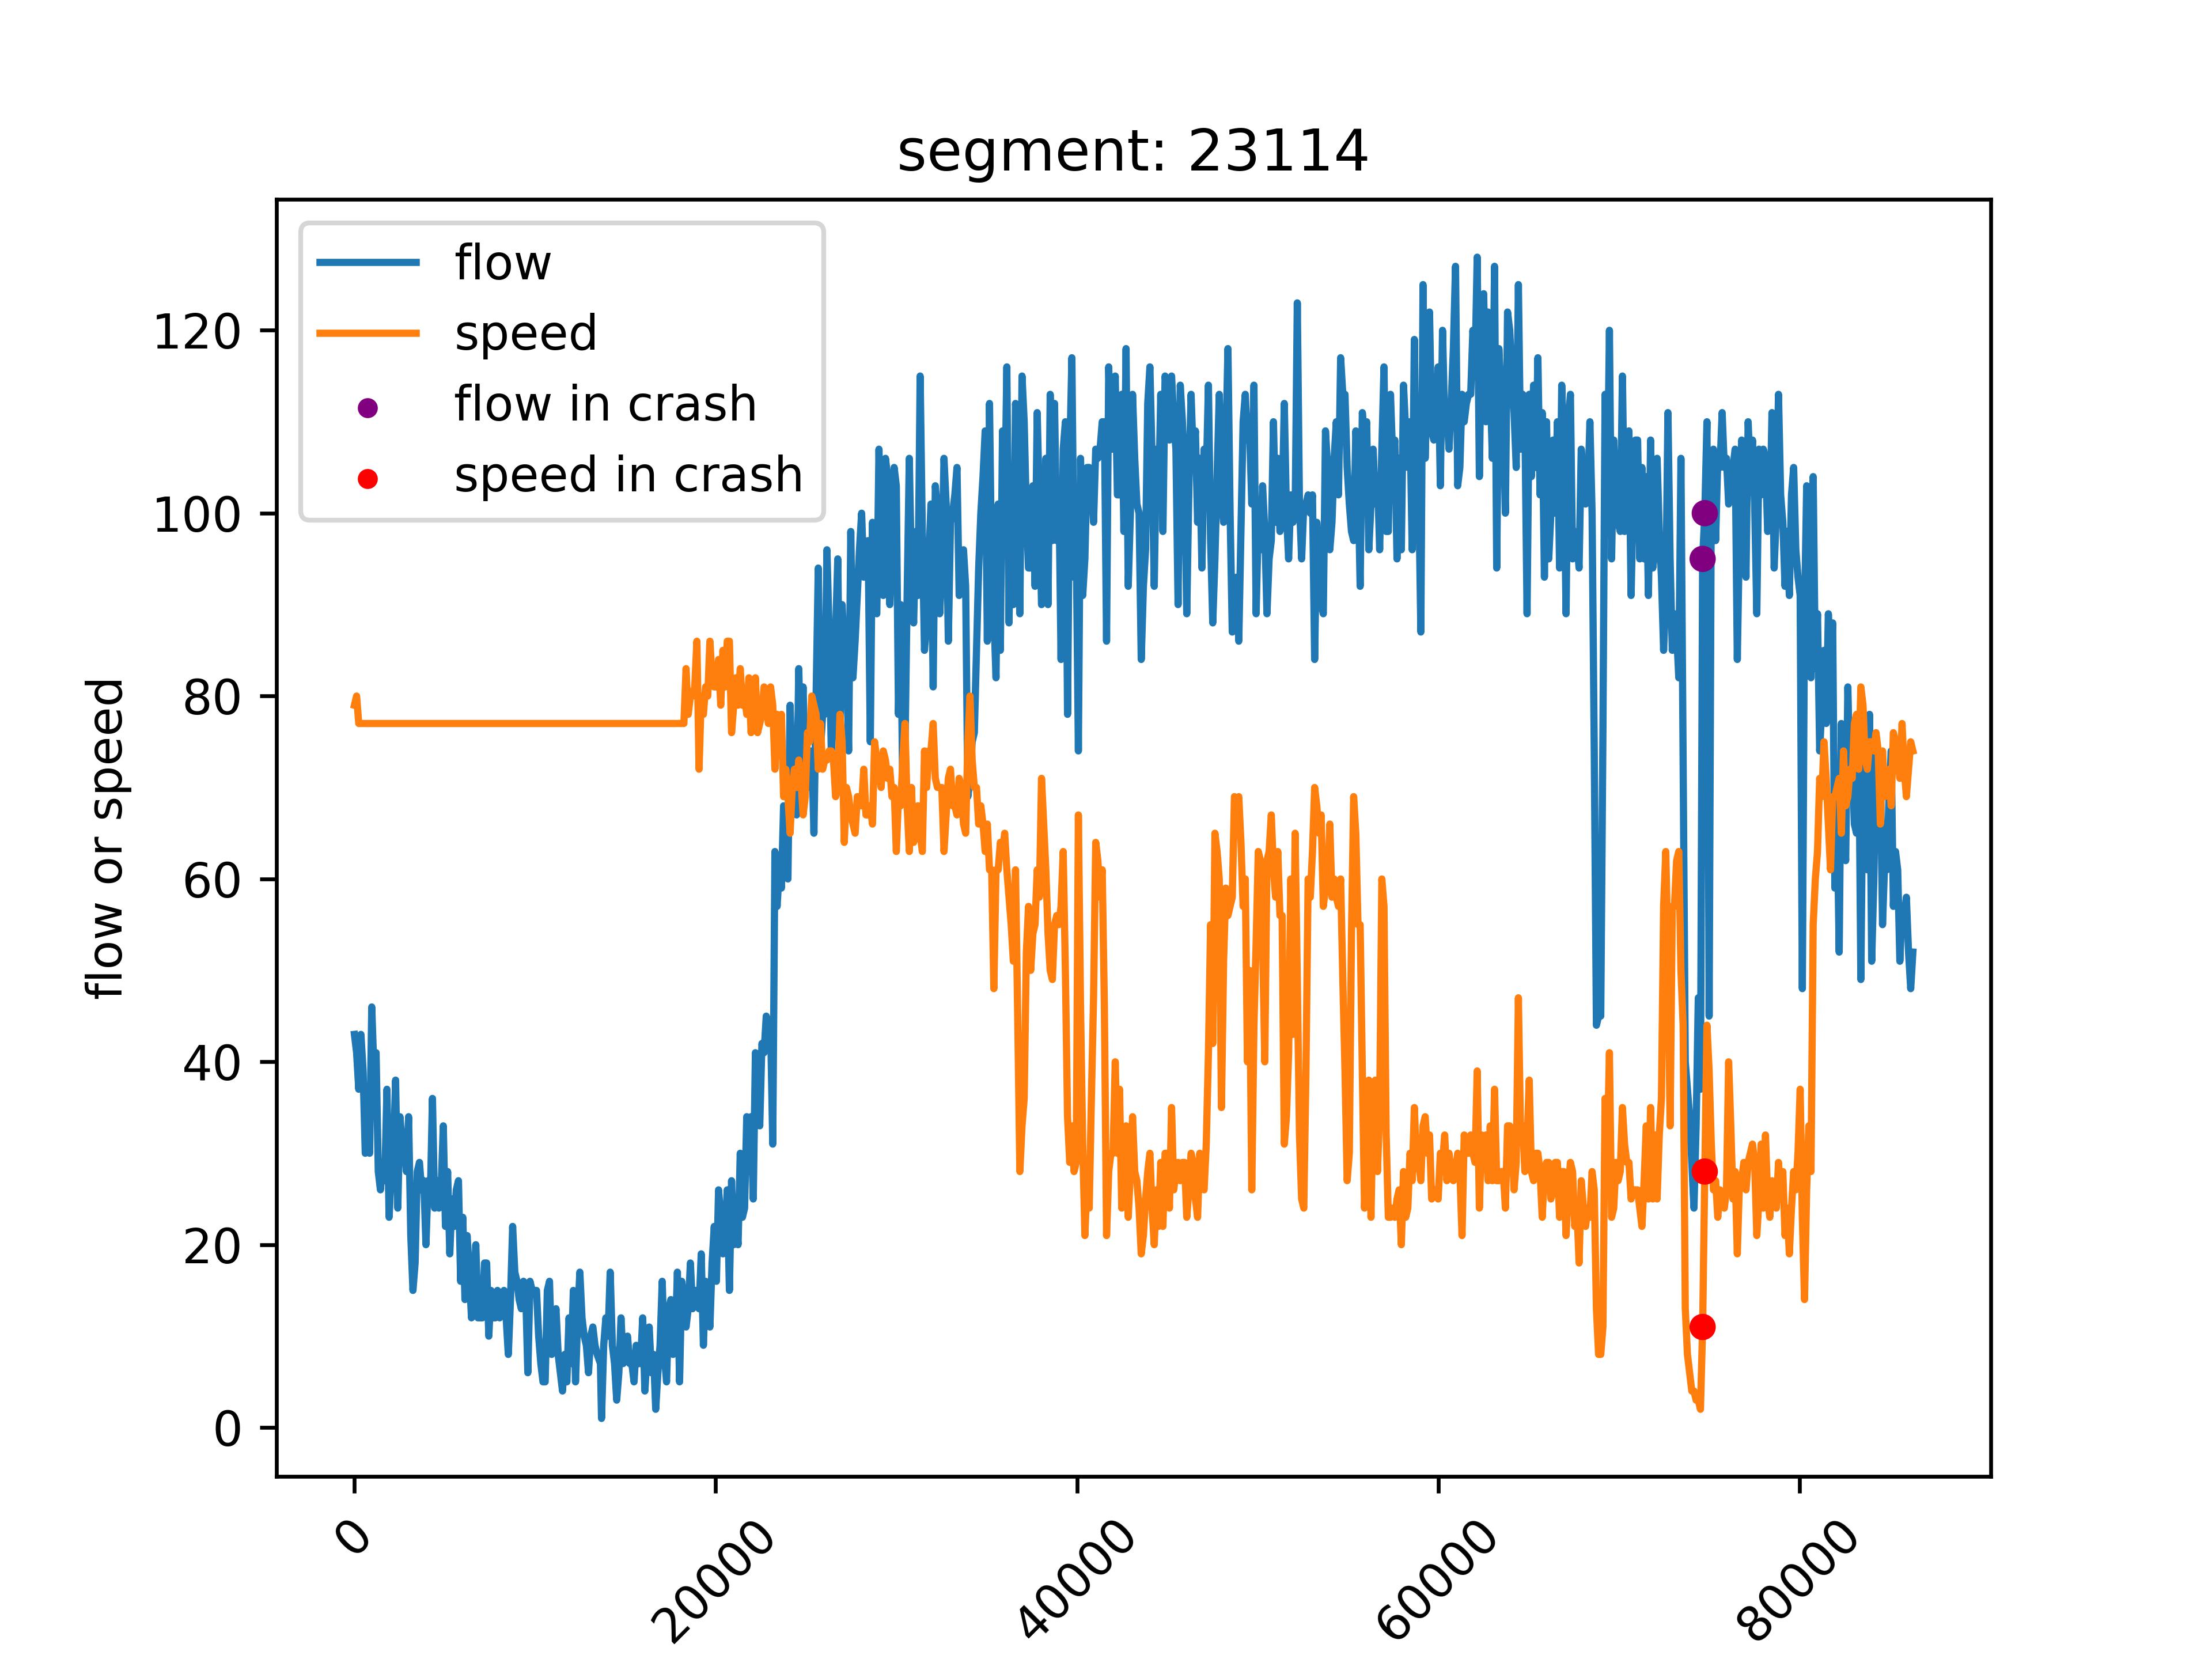 segment: 23114
flow
speed
flow in crash
speed in crash
flow or speed
120
100
80
60
40
20
0
0
20000
40000
60000
80000